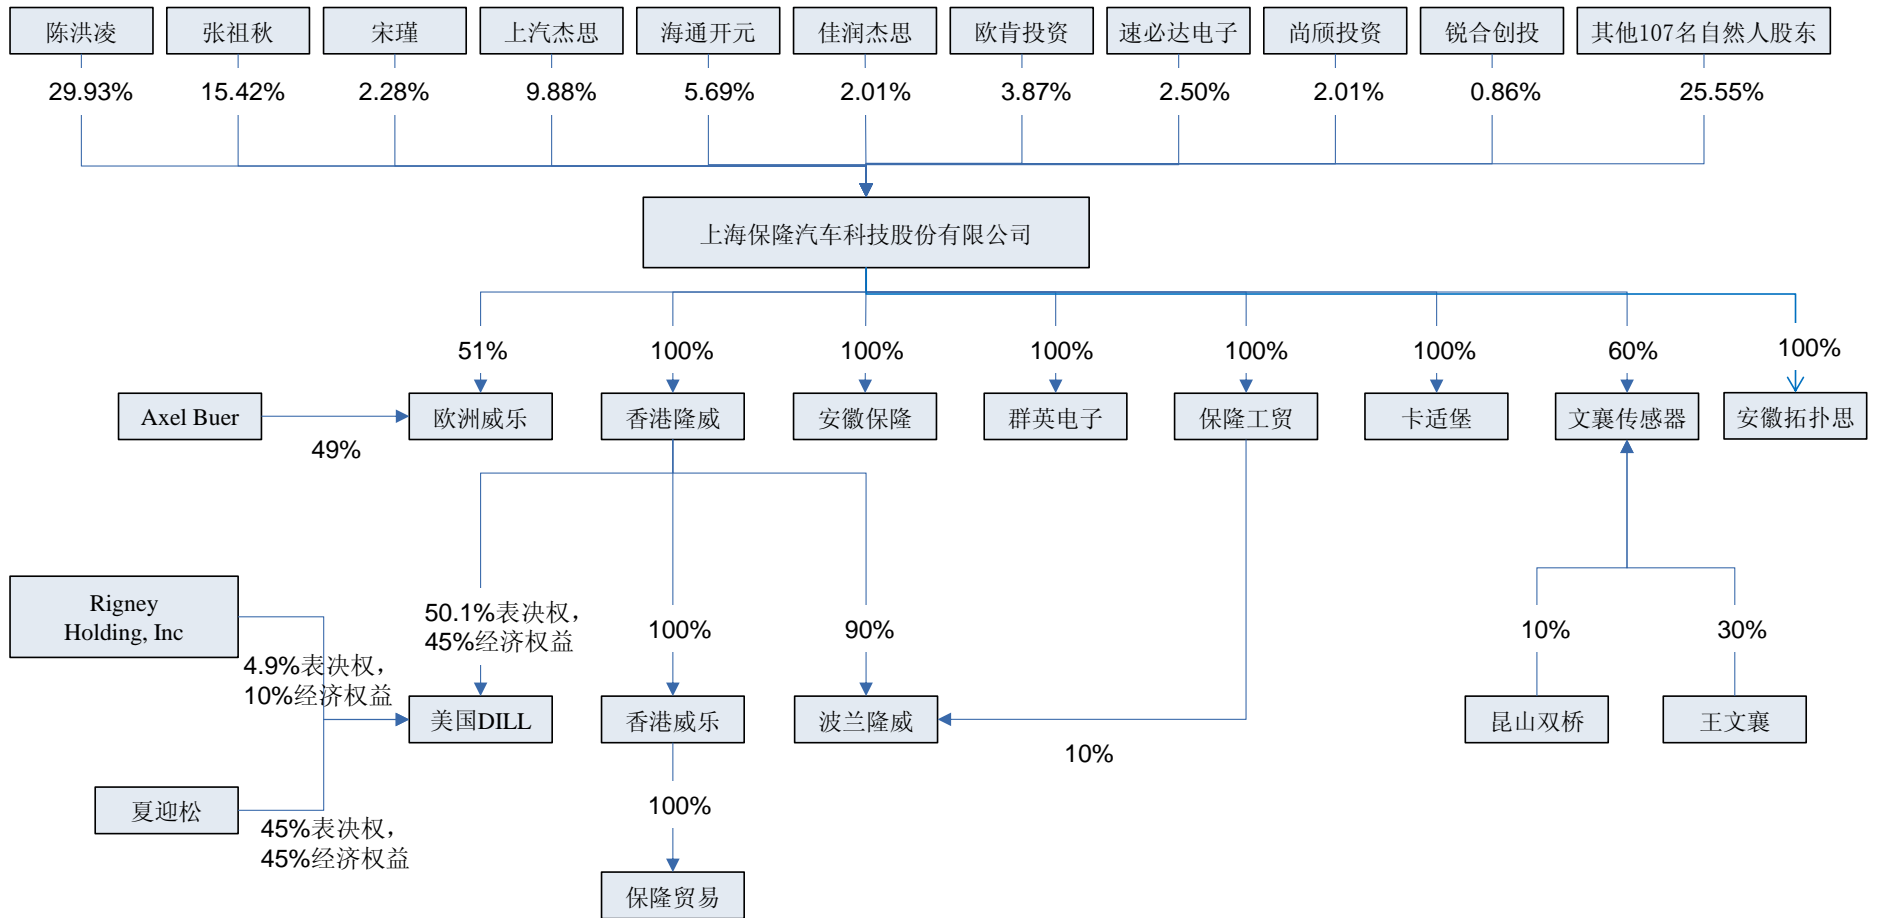 陈洪凌
张祖秋
宋瑾
上汽杰思
海通开元
佳润杰思
欧肯投资
速必达电子
尚颀投资
锐合创投
其他107名自然人股东
29.93%
15.42%
2.28%
9.88%
5.69%
2.01%
3.87%
2.50%
2.01%
0.86%
25.55%
上海保隆汽车科技股份有限公司
51%
100%
100%
100%
100%
100%
60%
100%
Axel Buer
欧洲威乐
香港隆威
安徽保隆
群英电子
保隆工贸
卡适堡
文襄传感器
安徽拓扑思
49%
Rigney
Holding, Inc
50.1%表决权，
45%经济权益
100%
90%
10%
30%
4.9%表决权，
10%经济权益
美国DILL
香港威乐
波兰隆威
昆山双桥
王文襄
10%
夏迎松
45%表决权，
45%经济权益
100%
保隆贸易